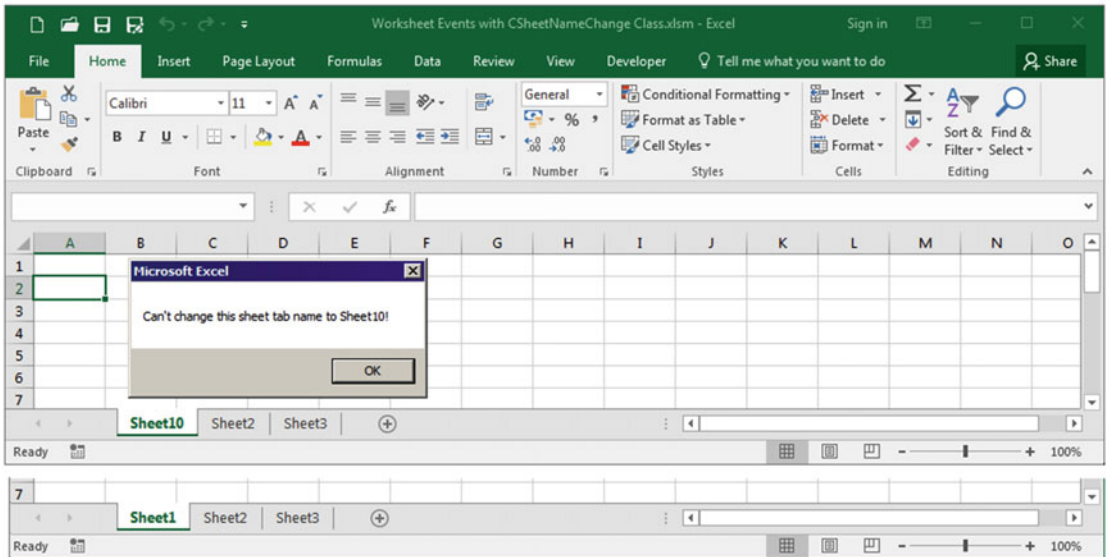 Worksheet Events with CSheetNameChange Class.xlsm - Excel
Sign in
File Home Insert Page Layout Formulas Data Review View Developer Tell me what you want to do Share
Paste
Calibri 11 A A
B I U A
General
% ,
.0 .00 .00 .0
Conditional Formatting
Format as Table
Cell Styles
Insert
Delete
Format
Σ
A Z
Sort & Find &
Filter Select
Clipboard Font Alignment Number Styles Cells Editing
fx
A B C D E F G H I J K L M N O
1
2
3
4
5
6
7
Microsoft Excel
Can't change this sheet tab name to Sheet10!
OK
Sheet10 Sheet2 Sheet3
Ready 100%
7
Sheet1 Sheet2 Sheet3
Ready 100%